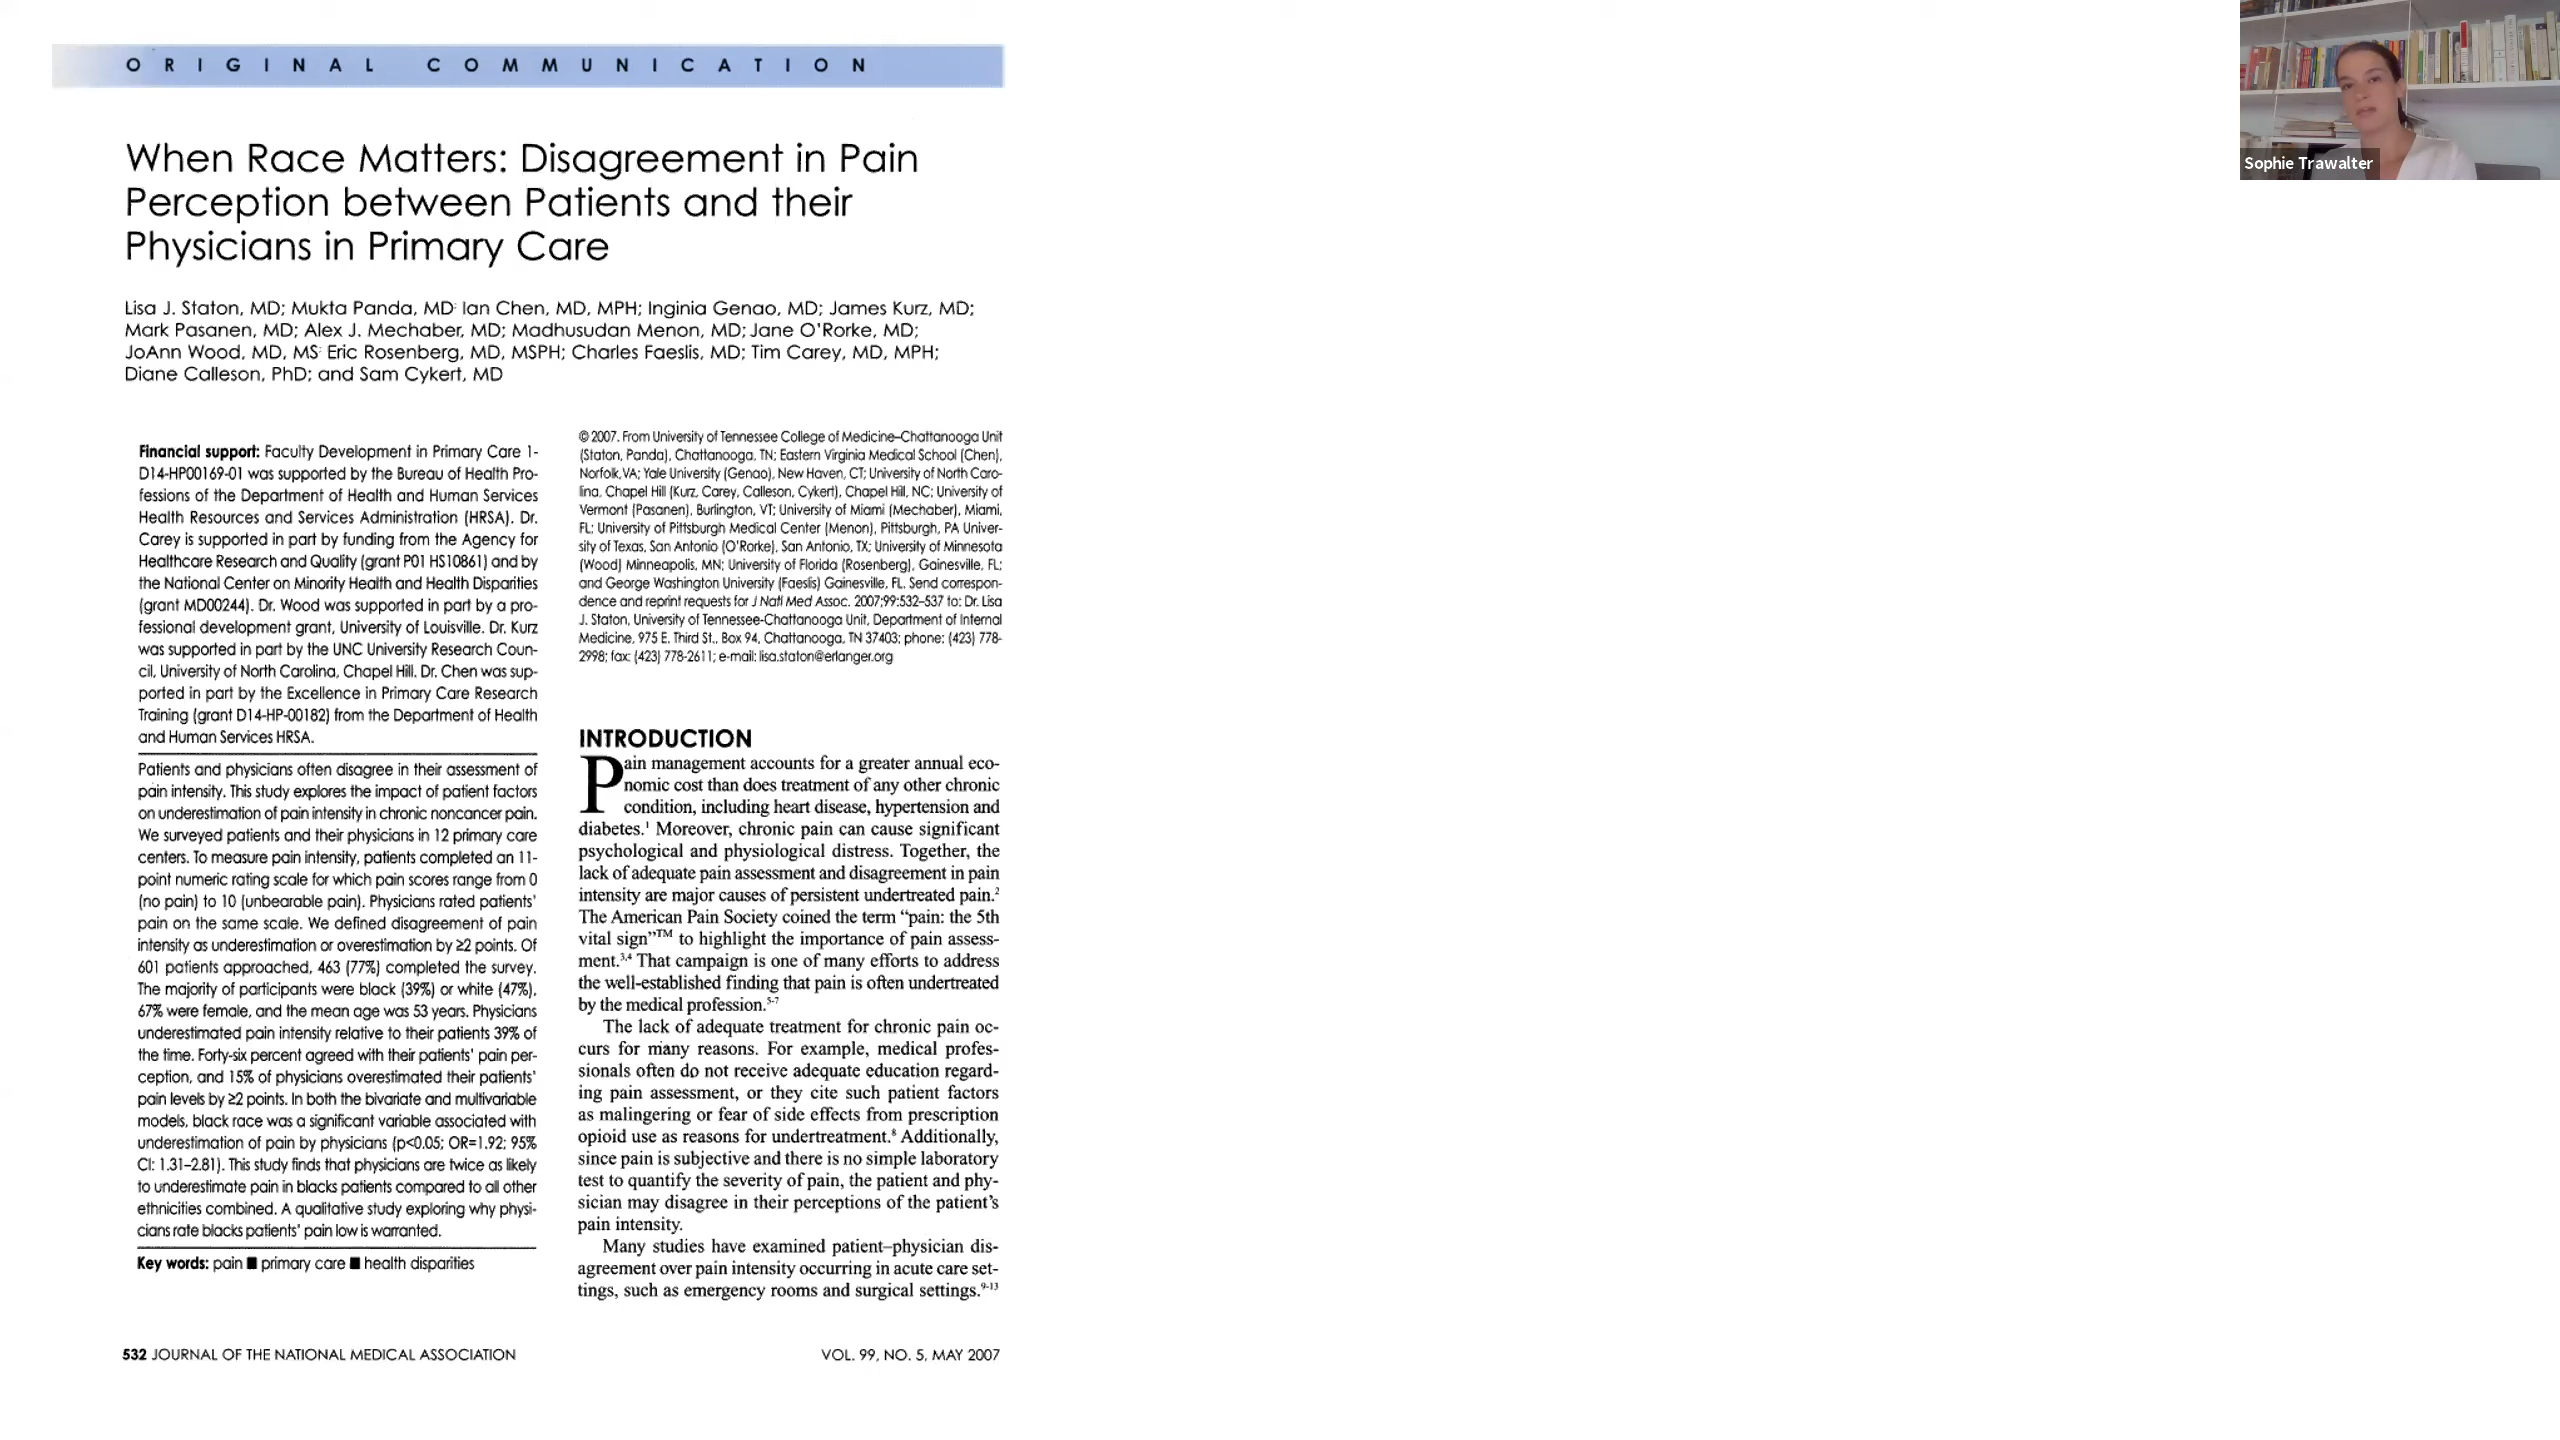 ORIGINAL COMMUNICATION
When Race Matters: Disagreement in Pain
Perception between Patients and their
Physicians in Primary Care
Lisa J. Staton, MD; Mukta Panda, MD; Ian Chen, MD, MPH; Inginia Genao, MD; James Kurz, MD;
Mark Pasanen, MD; Alex J. Mechaber, MD; Madhusudan Menon, MD; Jane O'Rorke, MD;
JoAnn Wood, MD, MS; Eric Rosenberg, MD, MSPH; Charles Faeslis, MD; Tim Carey, MD, MPH;
Diane Calleson, PhD; and Sam Cykert, MD
Financial support: Faculty Development in Primary Care 1-
D14-HP00169-01 was supported by the Bureau of Health Pro-
fessions of the Department of Health and Human Services
Health Resources and Services Administration (HRSA). Dr.
Carey is supported in part by funding from the Agency for
Healthcare Research and Quality (grant P01 HS10861) and by
the National Center on Minority Health and Health Disparities
(grant MD00244). Dr. Wood was supported in part by a pro-
fessional development grant, University of Louisville. Dr. Kurz
was supported in part by the UNC University Research Coun-
cil, University of North Carolina, Chapel Hill. Dr. Chen was sup-
ported in part by the Excellence in Primary Care Research
Training (grant D14-HP-00182) from the Department of Health
and Human Services HRSA.
Patients and physicians often disagree in their assessment of
pain intensity. This study explores the impact of patient factors
on underestimation of pain intensity in chronic noncancer pain.
We surveyed patients and their physicians in 12 primary care
centers. To measure pain intensity, patients completed an 11-
point numeric rating scale for which pain scores range from 0
(no pain) to 10 (unbearable pain). Physicians rated patients'
pain on the same scale. We defined disagreement of pain
intensity as underestimation or overestimation by ≥2 points. Of
601 patients approached, 463 (77%) completed the survey.
The majority of participants were black (39%) or white (47%),
67% were female, and the mean age was 53 years. Physicians
underestimated pain intensity relative to their patients 39% of
the time. Forty-six percent agreed with their patients' pain per-
ception, and 15% of physicians overestimated their patients'
pain levels by ≥2 points. In both the bivariate and multivariable
models, black race was a significant variable associated with
underestimation of pain by physicians (p<0.05; OR=1.92; 95%
CI: 1.31–2.81). This study finds that physicians are twice as likely
to underestimate pain in blacks patients compared to all other
ethnicities combined. A qualitative study exploring why physi-
cians rate blacks patients' pain low is warranted.
Key words: pain ■ primary care ■ health disparities
© 2007. From University of Tennessee College of Medicine–Chattanooga Unit
(Staton, Panda), Chattanooga, TN; Eastern Virginia Medical School (Chen),
Norfolk, VA; Yale University (Genao), New Haven, CT; University of North Caro-
lina, Chapel Hill (Kurz, Carey, Calleson, Cykert), Chapel Hill, NC; University of
Vermont (Pasanen), Burlington, VT; University of Miami (Mechaber), Miami,
FL; University of Pittsburgh Medical Center (Menon), Pittsburgh, PA Univer-
sity of Texas, San Antonio (O'Rorke), San Antonio, TX; University of Minnesota
(Wood) Minneapolis, MN; University of Florida (Rosenberg), Gainesville, FL;
and George Washington University (Faeslis) Gainesville, FL. Send correspon-
dence and reprint requests for J Natl Med Assoc. 2007;99:532–537 to: Dr. Lisa
J. Staton, University of Tennessee-Chattanooga Unit, Department of Internal
Medicine, 975 E. Third St., Box 94, Chattanooga, TN 37403; phone: (423) 778-
2998; fax: (423) 778-2611; e-mail: lisa.staton@erlanger.org
INTRODUCTION
Pain management accounts for a greater annual eco-
nomic cost than does treatment of any other chronic
condition, including heart disease, hypertension and
diabetes.¹ Moreover, chronic pain can cause significant
psychological and physiological distress. Together, the
lack of adequate pain assessment and disagreement in pain
intensity are major causes of persistent undertreated pain.²
The American Pain Society coined the term “pain: the 5th
vital sign”™ to highlight the importance of pain assess-
ment.³,⁴ That campaign is one of many efforts to address
the well-established finding that pain is often undertreated
by the medical profession.⁵-⁷
The lack of adequate treatment for chronic pain oc-
curs for many reasons. For example, medical profes-
sionals often do not receive adequate education regard-
ing pain assessment, or they cite such patient factors
as malingering or fear of side effects from prescription
opioid use as reasons for undertreatment.⁸ Additionally,
since pain is subjective and there is no simple laboratory
test to quantify the severity of pain, the patient and phy-
sician may disagree in their perceptions of the patient's
pain intensity.
Many studies have examined patient–physician dis-
agreement over pain intensity occurring in acute care set-
tings, such as emergency rooms and surgical settings.⁹-¹³
532 JOURNAL OF THE NATIONAL MEDICAL ASSOCIATION
VOL. 99, NO. 5, MAY 2007
Sophie Trawalter